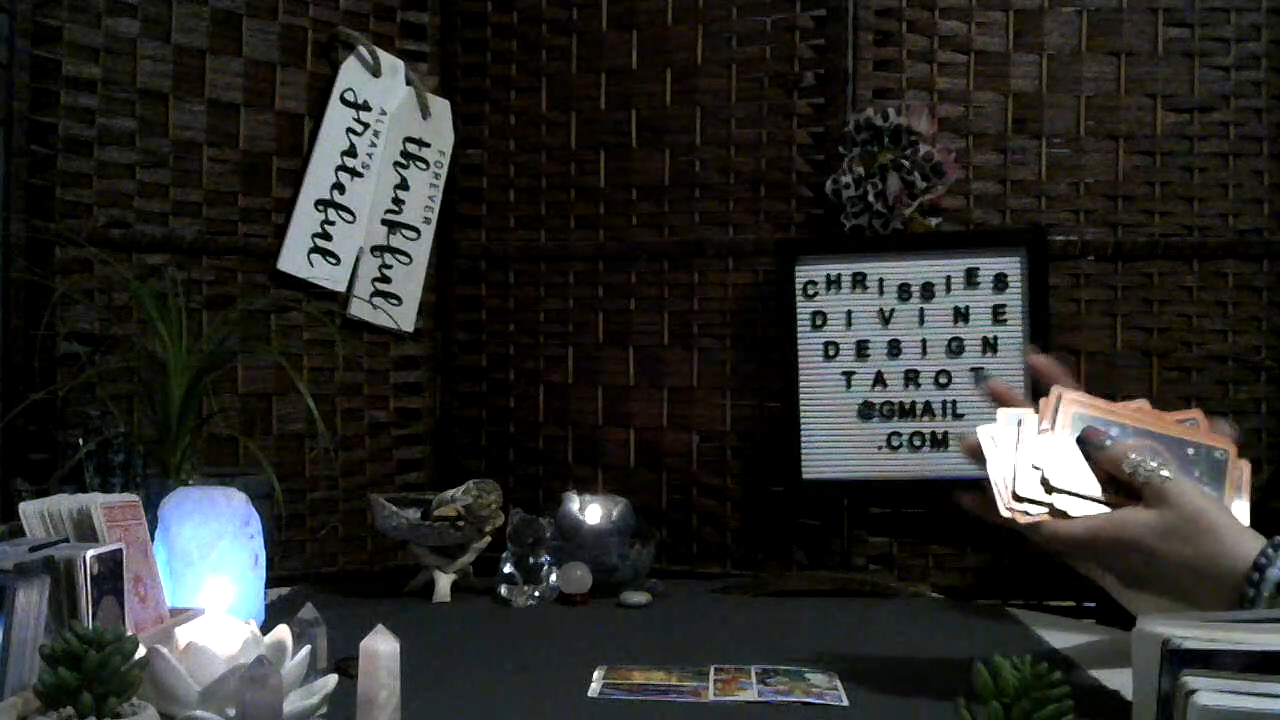 ALWAYS
grateful
FOREVER
thankful
CHRISSIES
DIVINE
DESIGN
TAROT
@GMAIL
.COM